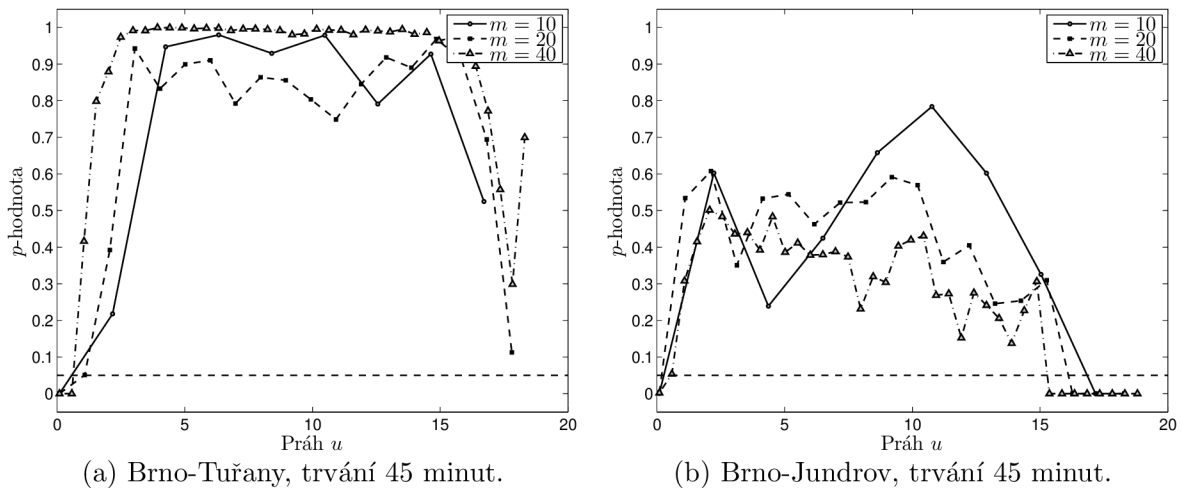 m = 10
m = 20
m = 40
1
0.9
0.8
0.7
0.6
0.5
0.4
0.3
0.2
0.1
0
p-hodnota
0 5 10 15 20
Práh u
(a) Brno-Tuřany, trvání 45 minut.
m = 10
m = 20
m = 40
1
0.9
0.8
0.7
0.6
0.5
0.4
0.3
0.2
0.1
0
p-hodnota
0 5 10 15 20
Práh u
(b) Brno-Jundrov, trvání 45 minut.